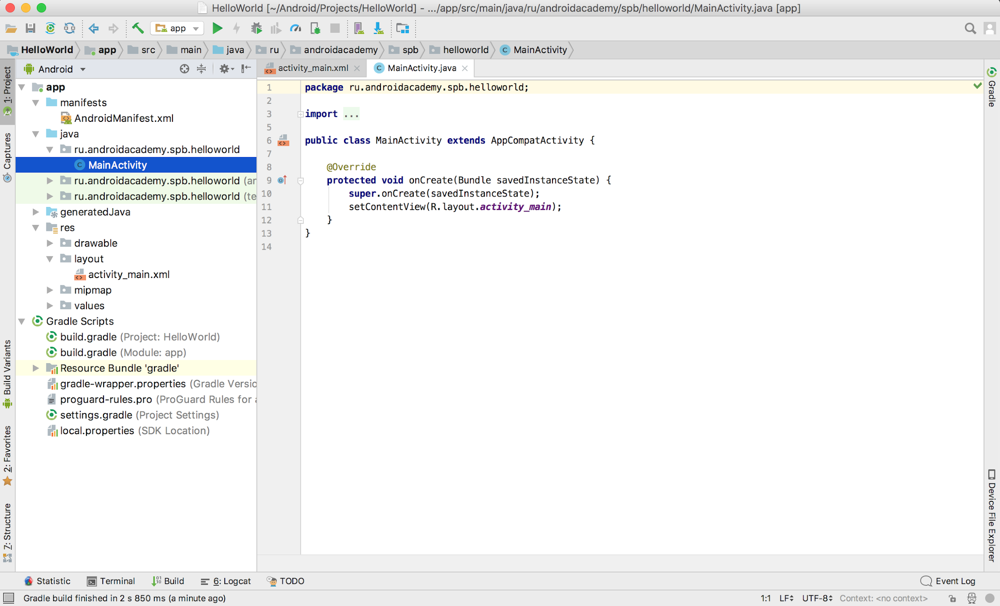 HelloWorld [~/Android/Projects/HelloWorld] - .../app/src/main/java/ru/androidacademy/spb/helloworld/MainActivity.java [app]
app
HelloWorld app src main java ru androidacademy spb helloworld MainActivity
1: Project
Captures
Build Variants
2: Favorites
7: Structure
Android
app
manifests
AndroidManifest.xml
java
ru.androidacademy.spb.helloworld
MainActivity
ru.androidacademy.spb.helloworld (ar
ru.androidacademy.spb.helloworld (te
generatedJava
res
drawable
layout
activity_main.xml
mipmap
values
Gradle Scripts
build.gradle (Project: HelloWorld)
build.gradle (Module: app)
Resource Bundle 'gradle'
gradle-wrapper.properties (Gradle Versio
proguard-rules.pro (ProGuard Rules for a
settings.gradle (Project Settings)
local.properties (SDK Location)
activity_main.xml MainActivity.java
1 package ru.androidacademy.spb.helloworld;
2
3 import ...
5
6 public class MainActivity extends AppCompatActivity {
7
8 @Override
9 protected void onCreate(Bundle savedInstanceState) {
10 super.onCreate(savedInstanceState);
11 setContentView(R.layout.activity_main);
12 }
13 }
14
Gradle
Device File Explorer
Statistic Terminal Build 6: Logcat TODO Event Log
Gradle build finished in 2 s 850 ms (a minute ago) 1:1 LF UTF-8 Context: <no context>